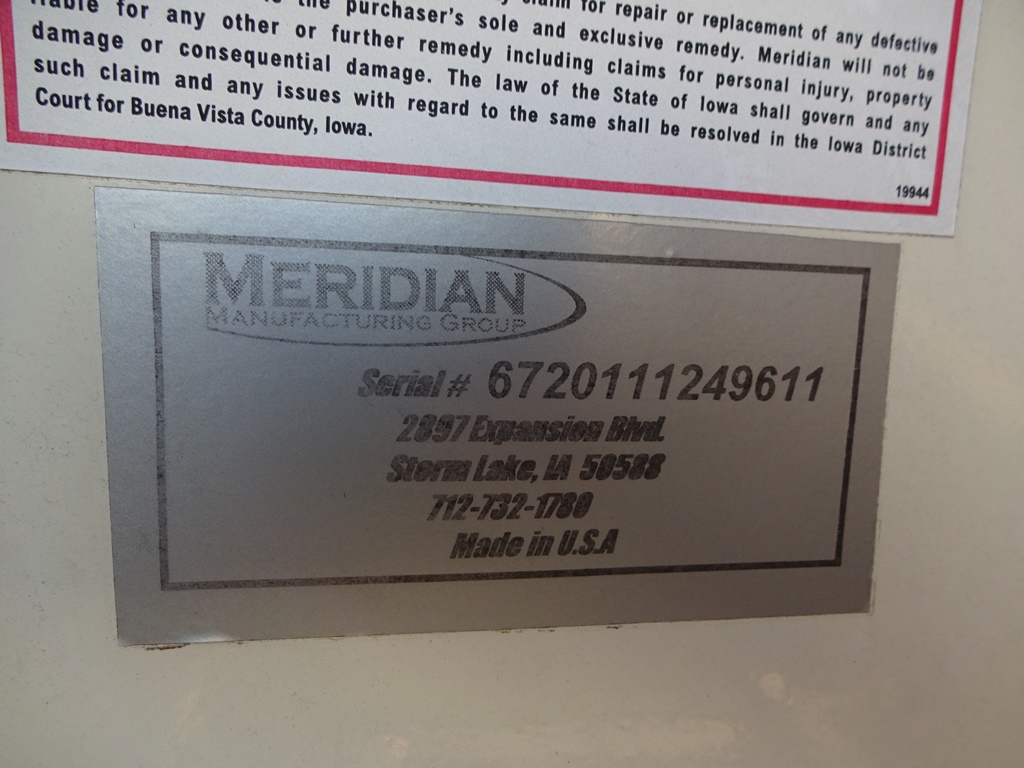 the purchaser's sole and exclusive remedy. Meridian will not be
claim for repair or replacement of any defective
for any other or further remedy including claims for personal injury, property
damage or consequential damage. The law of the State of Iowa shall govern and any
such claim and any issues with regard to the same shall be resolved in the Iowa District
Court for Buena Vista County, Iowa.
19944
MERIDIAN
MANUFACTURING GROUP
Serial # 6720111249611
2897 Expansion Blvd.
Storm Lake, IA 50588
712-732-1780
Made in U.S.A